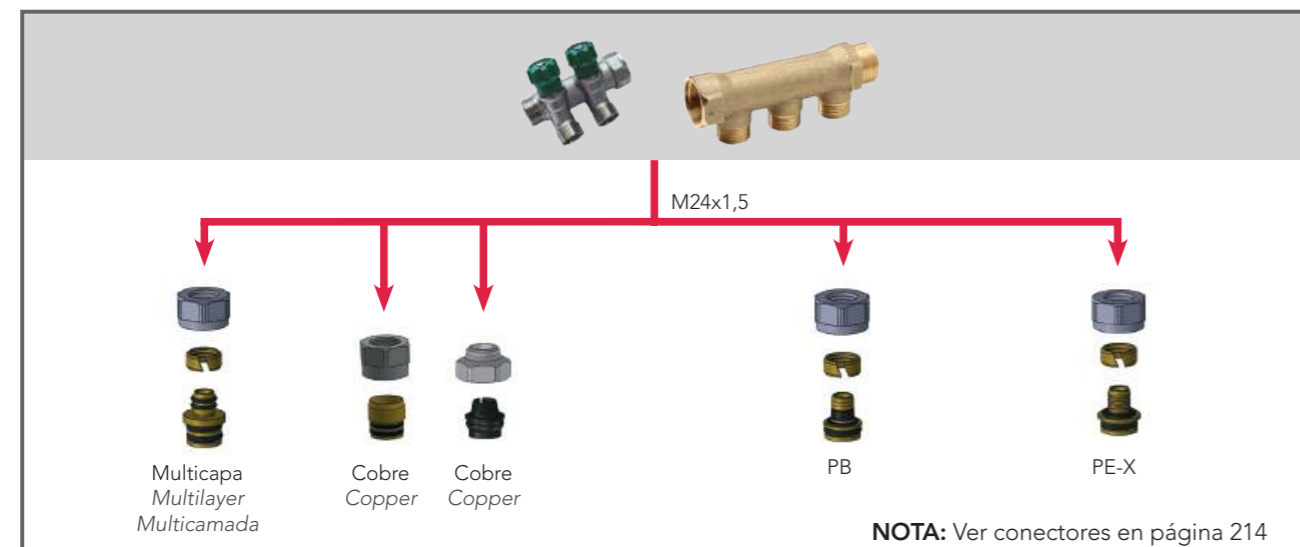 M24x1,5
Multicapa
Multilayer
Multicamada
Cobre
Copper
Cobre
Copper
PB
PE-X
NOTA: Ver conectores en página 214